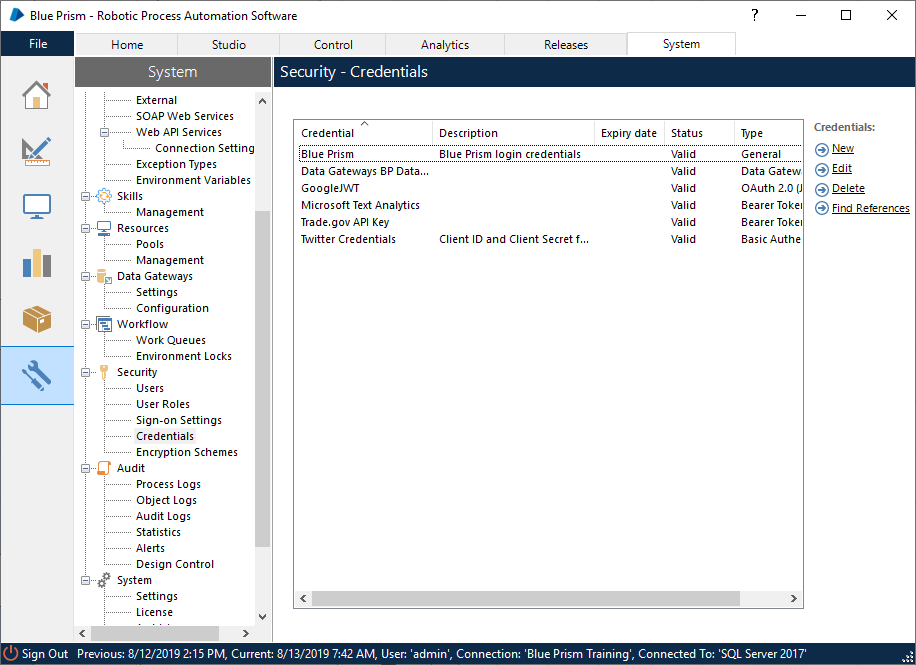 Blue Prism - Robotic Process Automation Software
?
File Home Studio Control Analytics Releases System
System
Security - Credentials
External
SOAP Web Services
Web API Services
Connection Setting
Exception Types
Environment Variables
Skills
Management
Resources
Pools
Management
Data Gateways
Settings
Configuration
Workflow
Work Queues
Environment Locks
Security
Users
User Roles
Sign-on Settings
Credentials
Encryption Schemes
Audit
Process Logs
Object Logs
Audit Logs
Statistics
Alerts
Design Control
System
Settings
License
Credential Description Expiry date Status Type
Blue Prism Blue Prism login credentials Valid General
Data Gateways BP Data... Valid Data Gatew
GoogleJWT Valid OAuth 2.0 (J
Microsoft Text Analytics Valid Bearer Token
Trade.gov API Key Valid Bearer Token
Twitter Credentials Client ID and Client Secret f... Valid Basic Authe
Credentials:
New
Edit
Delete
Find References
Sign Out Previous: 8/12/2019 2:15 PM, Current: 8/13/2019 7:42 AM, User: 'admin', Connection: 'Blue Prism Training', Connected To: 'SQL Server 2017'